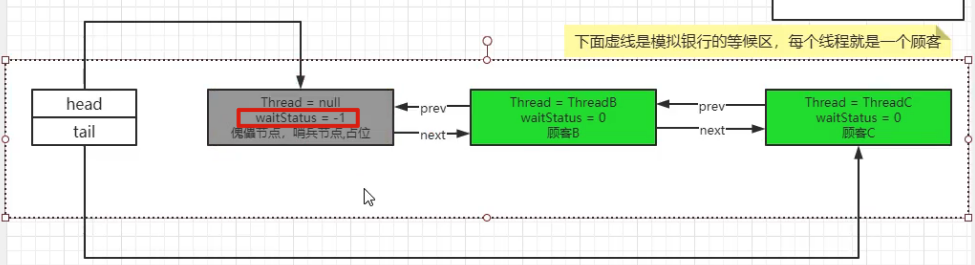 下面虚线是模拟银行的等候区，每个线程就是一个顾客
head
tail
Thread = null
waitStatus = -1
傀儡节点，哨兵节点,占位
prev
next
Thread = ThreadB
waitStatus = 0
顾客B
prev
next
Thread = ThreadC
waitStatus = 0
顾客C